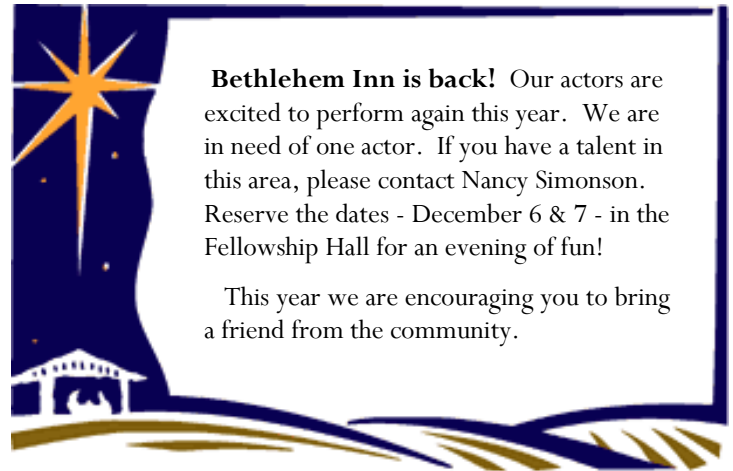 Bethlehem Inn is back!  Our actors are
excited to perform again this year.  We are
in need of one actor.  If you have a talent in
this area, please contact Nancy Simonson.
Reserve the dates - December 6 & 7 - in the
Fellowship Hall for an evening of fun!
This year we are encouraging you to bring
a friend from the community.